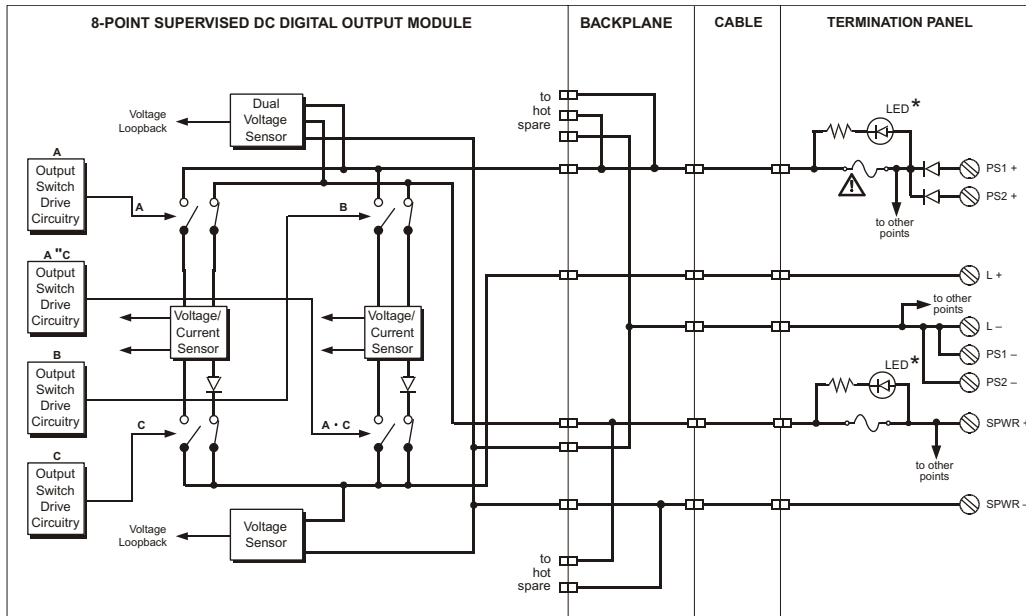 8-POINT SUPERVISED DC DIGITAL OUTPUT MODULE
BACKPLANE
CABLE
TERMINATION PANEL
Voltage
Loopback
Dual
Voltage
Sensor
to
hot
spare
LED*
PS1 +
PS2 +
to other
points
A
Output
Switch
Drive
Circuitry
A
B
A"C
Output
Switch
Drive
Circuitry
Voltage/
Current
Sensor
Voltage/
Current
Sensor
L +
to other
points
L –
PS1 –
PS2 –
B
Output
Switch
Drive
Circuitry
LED*
C
A • C
SPWR +
to other
points
C
Output
Switch
Drive
Circuitry
SPWR –
Voltage
Loopback
Voltage
Sensor
to
hot
spare